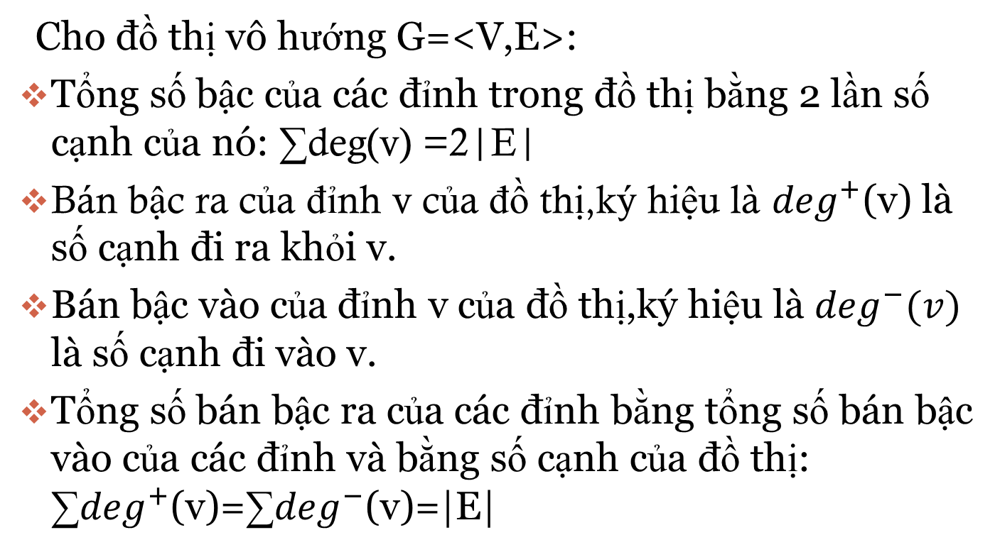 Cho đồ thị vô hướng G=<V,E>:
❖Tổng số bậc của các đỉnh trong đồ thị bằng 2 lần số
cạnh của nó: ∑deg(v) =2|E|
❖Bán bậc ra của đỉnh v của đồ thị,ký hiệu là 𝑑𝑒𝑔⁺(v) là
số cạnh đi ra khỏi v.
❖Bán bậc vào của đỉnh v của đồ thị,ký hiệu là 𝑑𝑒𝑔⁻(𝑣)
là số cạnh đi vào v.
❖Tổng số bán bậc ra của các đỉnh bằng tổng số bán bậc
vào của các đỉnh và bằng số cạnh của đồ thị:
∑𝑑𝑒𝑔⁺(v)=∑𝑑𝑒𝑔⁻(v)=|E|